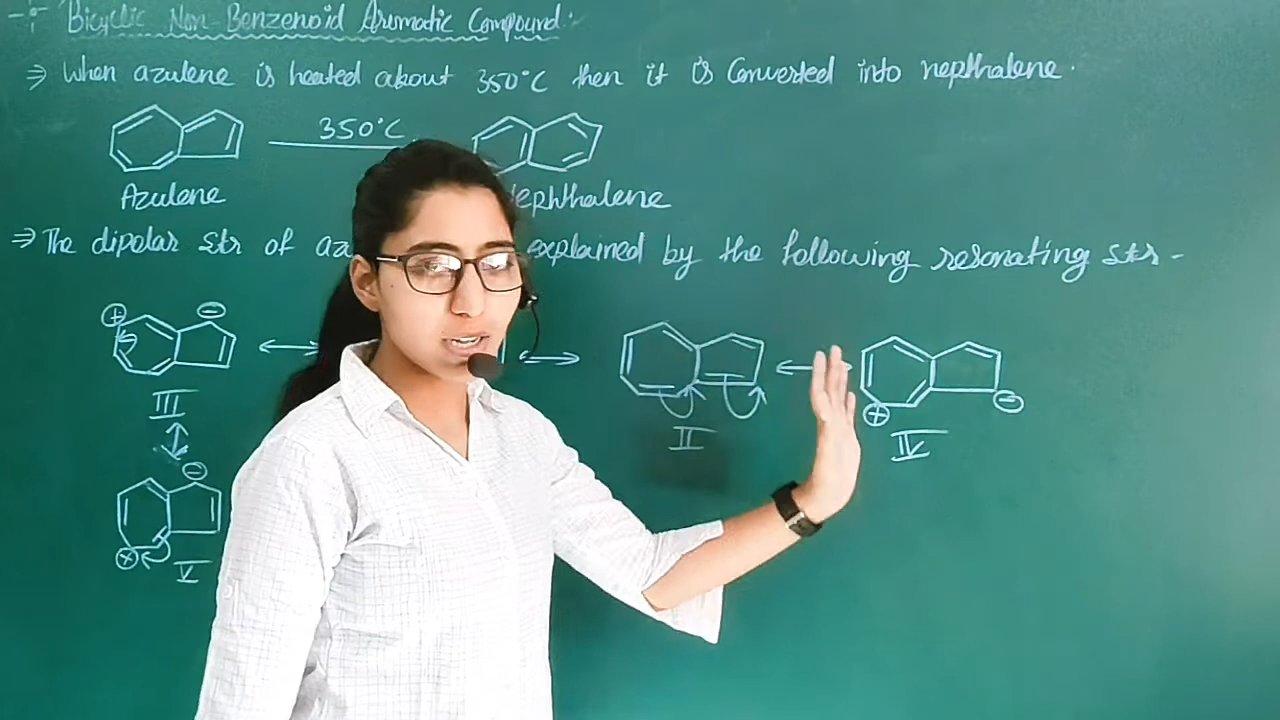 Bicyclic Non-Benzenoid Aromatic Compound:-
⇒ When azulene is heated about 350°C then it is Converted into nepthalene.
350°C
Azulene
ephthalene
⇒ The dipolar Str of az explained by the following resonating Str-
⊕ ⊖
III
II
⊕ ⊖
IV
⊖
⊕
V